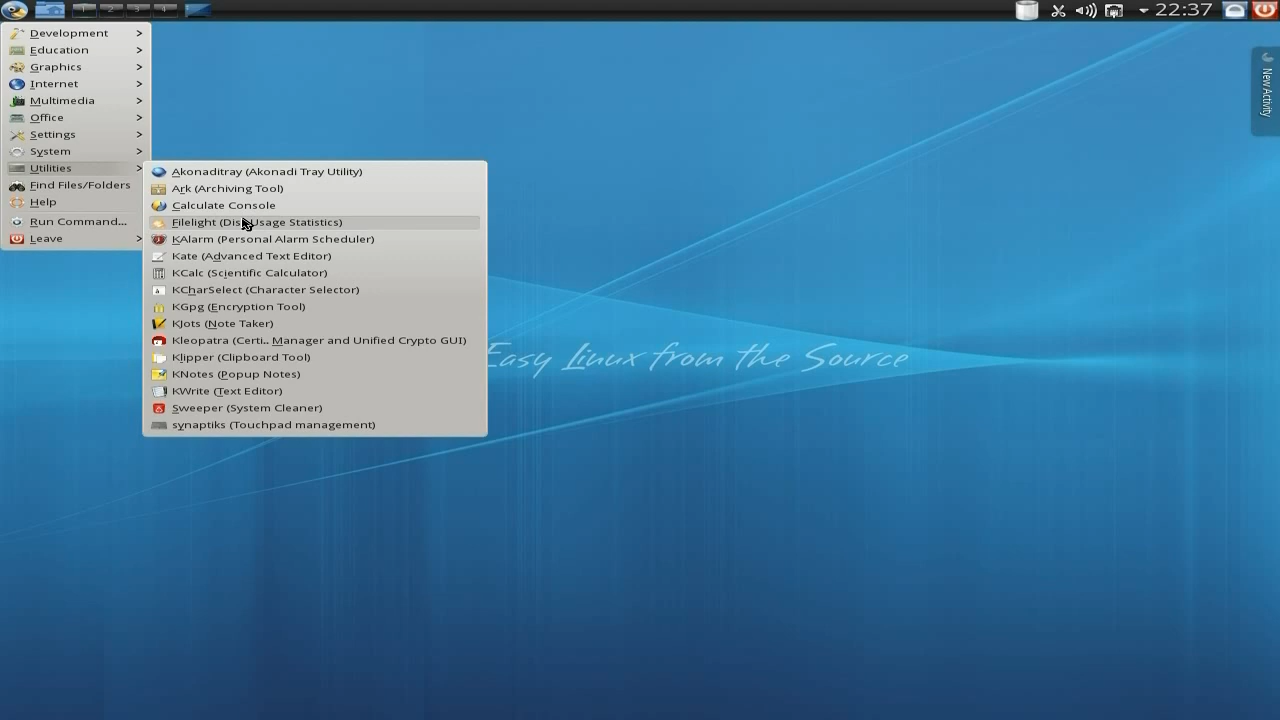 1 2 3 4
22:37
Development
Education
Graphics
Internet
Multimedia
Office
Settings
System
Utilities
Find Files/Folders
Help
Run Command...
Leave
Akonaditray (Akonadi Tray Utility)
Ark (Archiving Tool)
Calculate Console
Filelight (Disk Usage Statistics)
KAlarm (Personal Alarm Scheduler)
Kate (Advanced Text Editor)
KCalc (Scientific Calculator)
KCharSelect (Character Selector)
KGpg (Encryption Tool)
KJots (Note Taker)
Kleopatra (Certi.. Manager and Unified Crypto GUI)
Klipper (Clipboard Tool)
KNotes (Popup Notes)
KWrite (Text Editor)
Sweeper (System Cleaner)
synaptiks (Touchpad management)
Easy Linux from the Source
New Activity